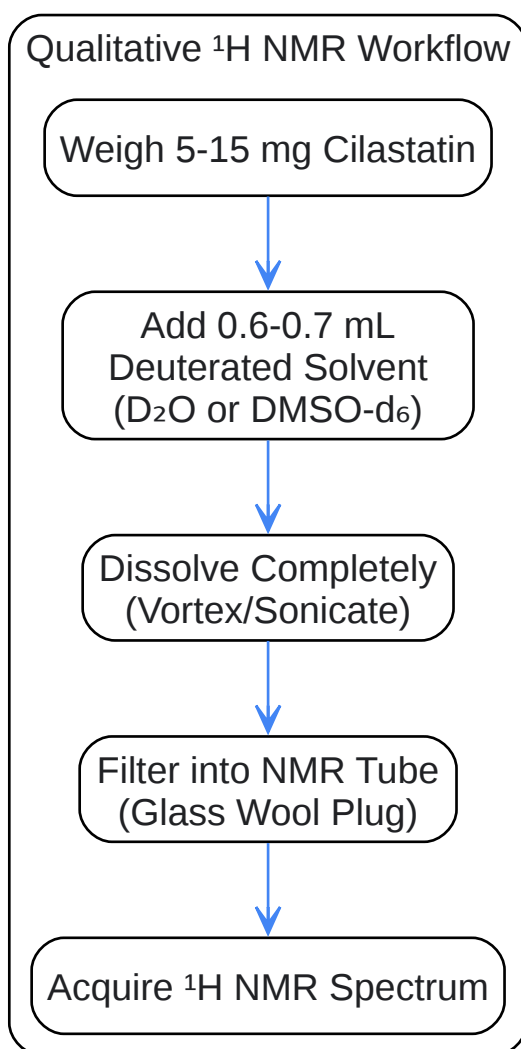 Qualitative ¹H NMR Workflow
Weigh 5-15 mg Cilastatin
Add 0.6-0.7 mL
Deuterated Solvent
(D₂O or DMSO-d₆)
Dissolve Completely
(Vortex/Sonicate)
Filter into NMR Tube
(Glass Wool Plug)
Acquire ¹H NMR Spectrum